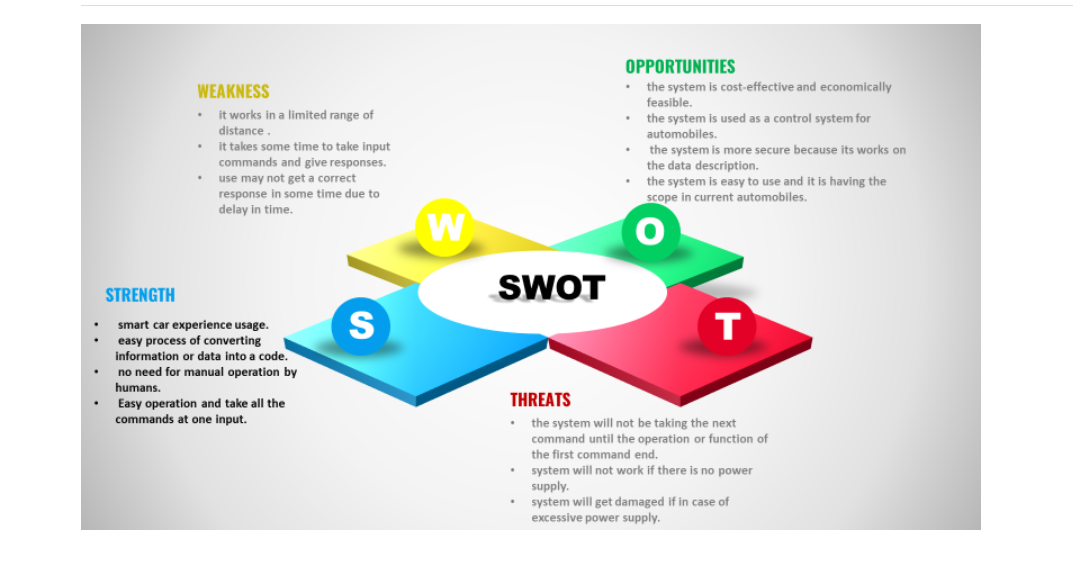 WEAKNESS
• it works in a limited range of
distance .
• it takes some time to take input
commands and give responses.
• use may not get a correct
response in some time due to
delay in time.
OPPORTUNITIES
• the system is cost-effective and economically
feasible.
• the system is used as a control system for
automobiles.
• the system is more secure because its works on
the data description.
• the system is easy to use and it is having the
scope in current automobiles.
W
O
SWOT
S
T
STRENGTH
• smart car experience usage.
• easy process of converting
information or data into a code.
• no need for manual operation by
humans.
• Easy operation and take all the
commands at one input.
THREATS
• the system will not be taking the next
command until the operation or function of
the first command end.
• system will not work if there is no power
supply.
• system will get damaged if in case of
excessive power supply.